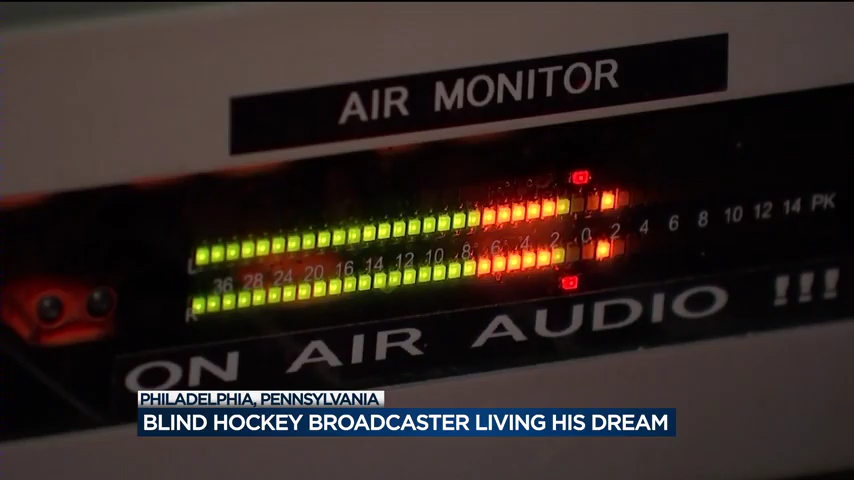 AIR MONITOR
L 36 28 24 20 16 14 12 10 8 6 4 2 0 2 4 6 8 10 12 14 PK
R
ON AIR AUDIO !!!
PHILADELPHIA, PENNSYLVANIA
BLIND HOCKEY BROADCASTER LIVING HIS DREAM